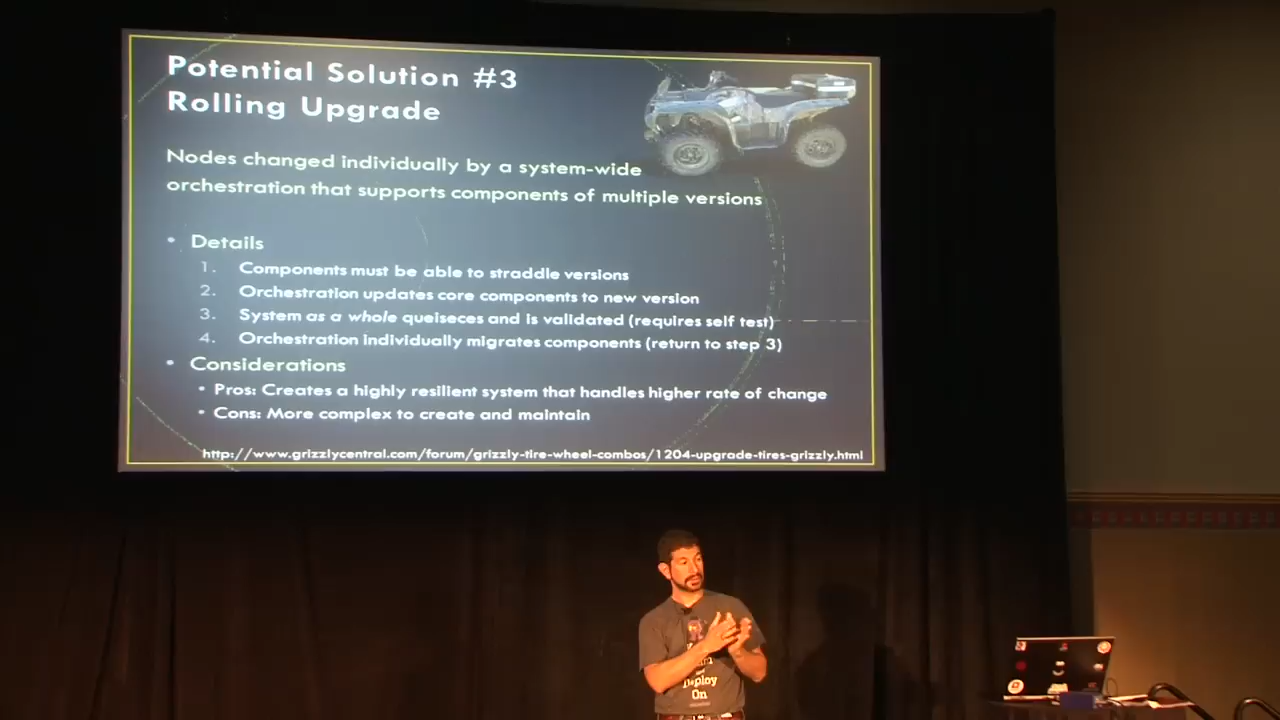 Potential Solution #3
Rolling Upgrade
Nodes changed individually by a system-wide
orchestration that supports components of multiple versions
• Details
1. Components must be able to straddle versions
2. Orchestration updates core components to new version
3. System as a whole queiseces and is validated (requires self test)
4. Orchestration individually migrates components (return to step 3)
• Considerations
• Pros: Creates a highly resilient system that handles higher rate of change
• Cons: More complex to create and maintain
http://www.grizzlycentral.com/forum/grizzly-tire-wheel-combos/1204-upgrade-tires-grizzly.html
On